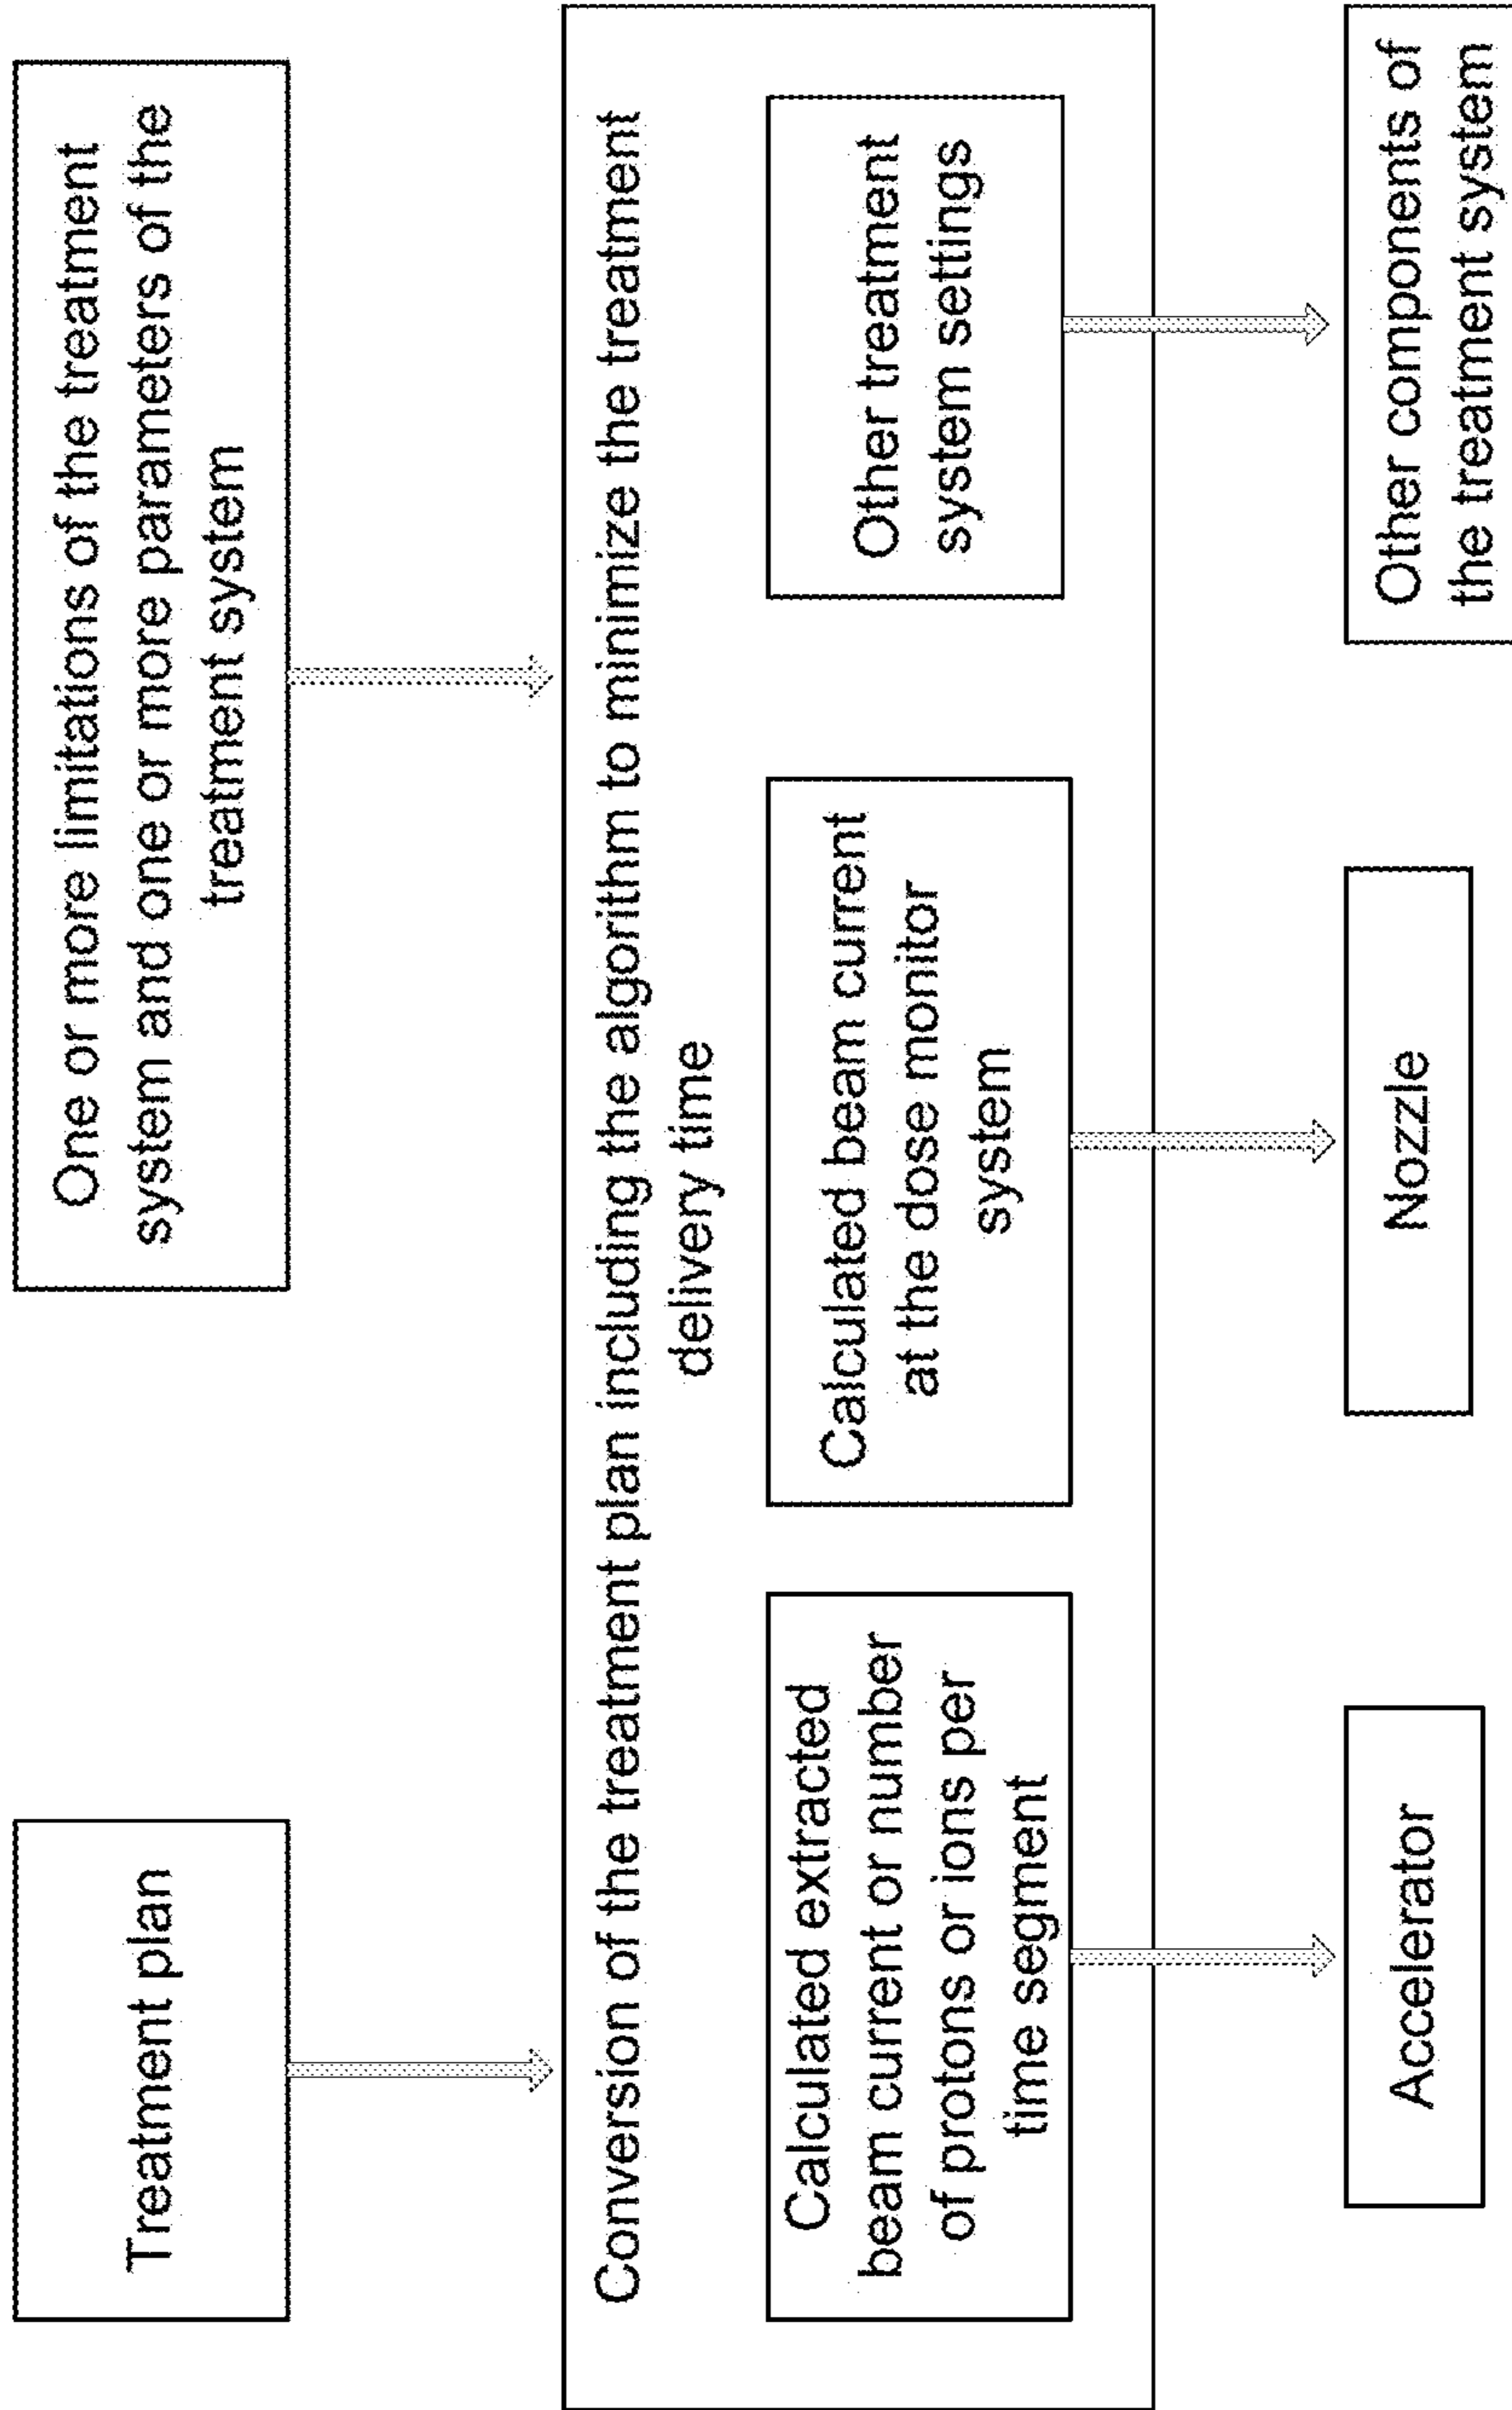 Treatment plan
One or more limitations of the treatment
system and one or more parameters of the
treatment system
Conversion of the treatment plan including the algorithm to minimize the treatment
delivery time
Calculated extracted
beam current or number
of protons or ions per
time segment
Calculated beam current
at the dose monitor
system
Other treatment
system settings
Accelerator
Nozzle
Other components of
the treatment system